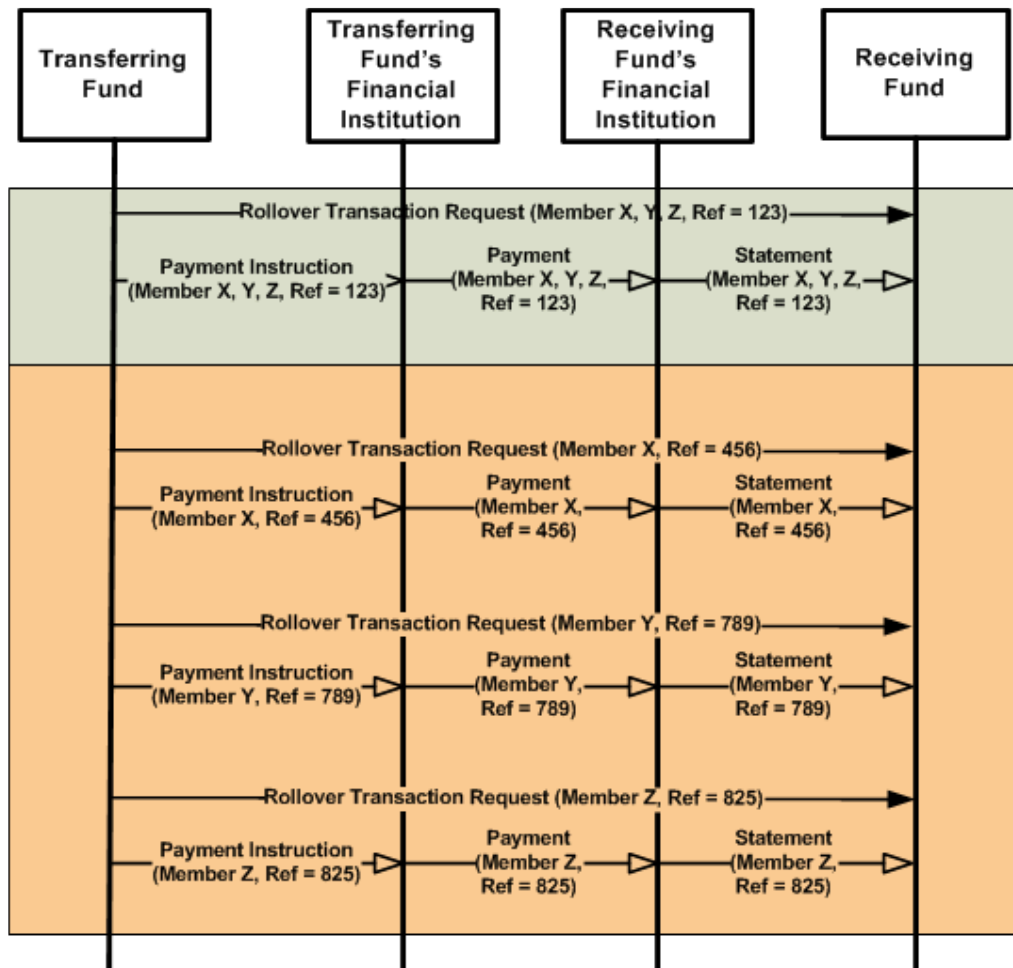 Transferring
Fund
Transferring
Fund's
Financial
Institution
Receiving
Fund's
Financial
Institution
Receiving
Fund
Rollover Transaction Request (Member X, Y, Z, Ref = 123)
Payment Instruction
(Member X, Y, Z, Ref = 123)
Payment
(Member X, Y, Z,
Ref = 123)
Statement
(Member X, Y, Z,
Ref = 123)
Rollover Transaction Request (Member X, Ref = 456)
Payment Instruction
(Member X, Ref = 456)
Payment
(Member X,
Ref = 456)
Statement
(Member X,
Ref = 456)
Rollover Transaction Request (Member Y, Ref = 789)
Payment Instruction
(Member Y, Ref = 789)
Payment
(Member Y,
Ref = 789)
Statement
(Member Y,
Ref = 789)
Rollover Transaction Request (Member Z, Ref = 825)
Payment Instruction
(Member Z, Ref = 825)
Payment
(Member Z,
Ref = 825)
Statement
(Member Z,
Ref = 825)